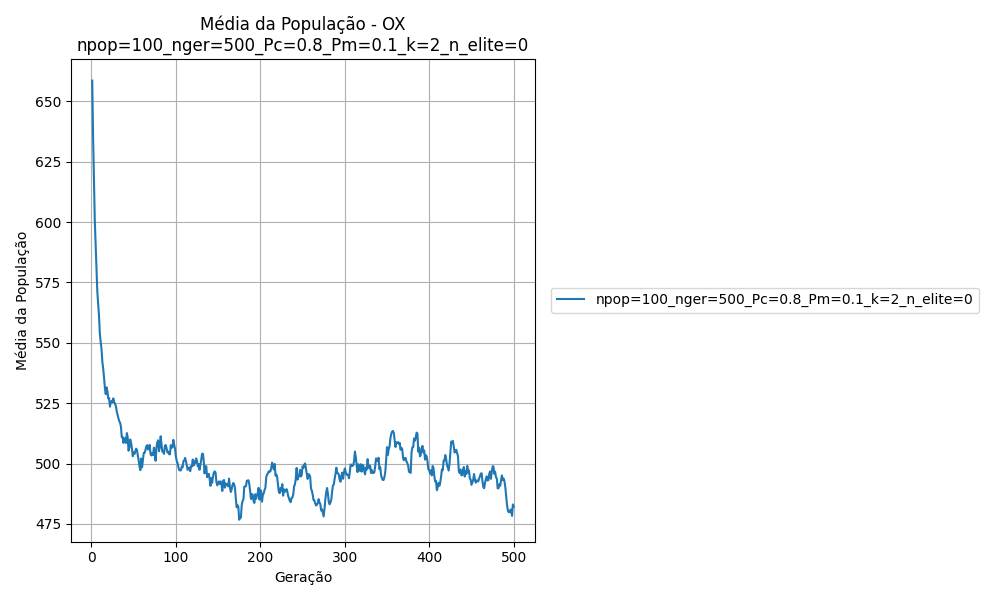 Média da População - OX
npop=100_nger=500_Pc=0.8_Pm=0.1_k=2_n_elite=0
Média da População
650
625
600
575
550
525
500
475
0 100 200 300 400 500
Geração
npop=100_nger=500_Pc=0.8_Pm=0.1_k=2_n_elite=0